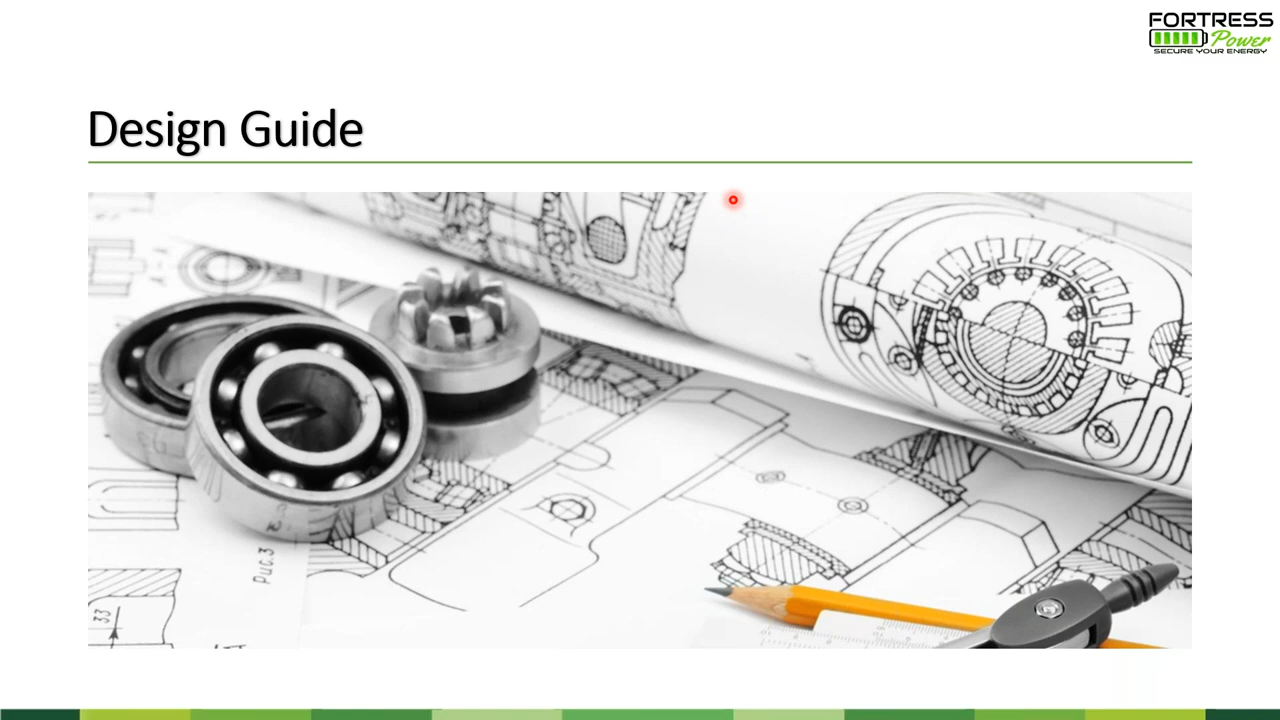 FORTRESS
Power
SECURE YOUR ENERGY
Design Guide
Рис.3
33